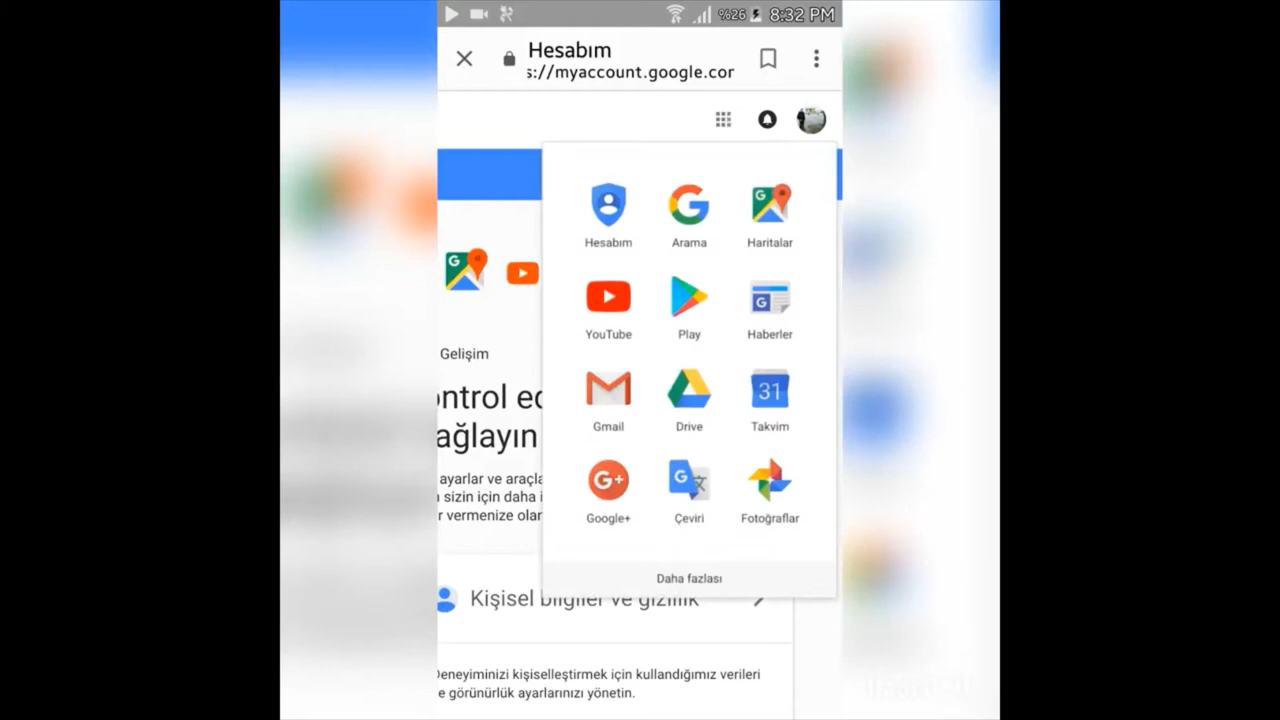 %26 8:32 PM
Hesabım
s://myaccount.google.cor
Hesabım Arama Haritalar
YouTube Play Haberler
Gelişim
ontrol ec
Gmail Drive 31 Takvim
ağlayın
ayarlar ve araçla
sizin için daha i
r vermenize olan
Google+ Çeviri Fotoğraflar
Daha fazlası
Kişisel bilgiler ve gizlilik
Deneyiminizi kişiselleştirmek için kullandığımız verileri
e görünürlük ayarlarınızı yönetin.